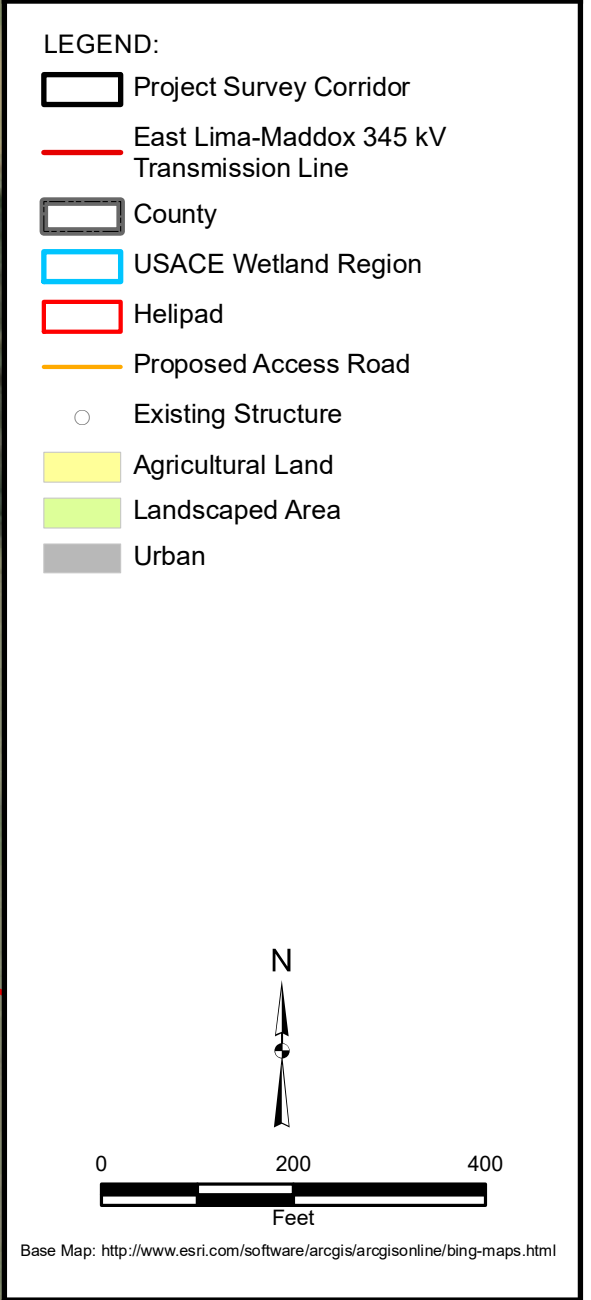 LEGEND:
Project Survey Corridor
East Lima-Maddox 345 kV
Transmission Line
County
USACE Wetland Region
Helipad
Proposed Access Road
Existing Structure
Agricultural Land
Landscaped Area
Urban
N
0 200 400
Feet
Base Map: http://www.esri.com/software/arcgis/arcgisonline/bing-maps.html